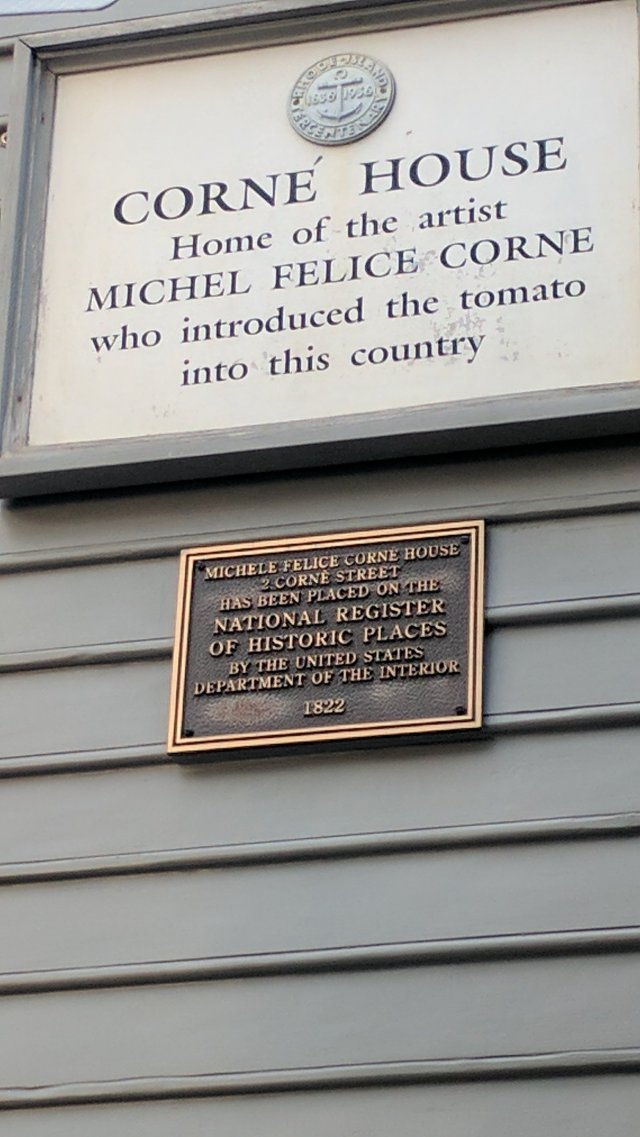 RHODE ISLAND
1636 1936
TERCENTENARY
CORNÉ HOUSE
Home of the artist
MICHEL FELICE CORNE
who introduced the tomato
into this country
MICHELE FELICE CORNÉ HOUSE
2 CORNÉ STREET
HAS BEEN PLACED ON THE
NATIONAL REGISTER
OF HISTORIC PLACES
BY THE UNITED STATES
DEPARTMENT OF THE INTERIOR
1822